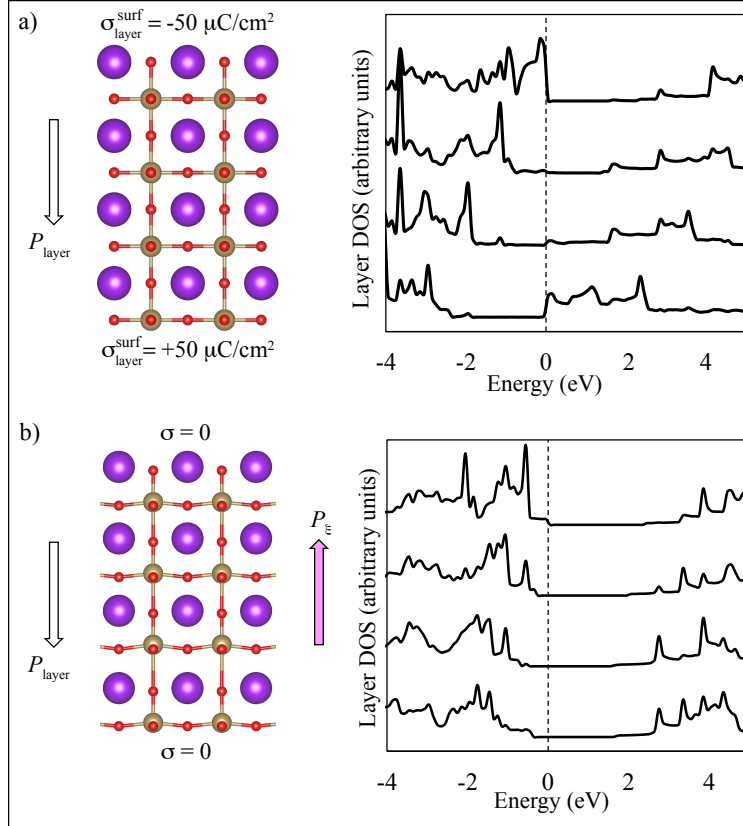 a)
σ^surf_layer = -50 μC/cm²
P_layer
σ^surf_layer = +50 μC/cm²
Layer DOS (arbitrary units)
-4 -2 0 2 4
Energy (eV)
b)
σ = 0
P_ξ
P_layer
σ = 0
Layer DOS (arbitrary units)
-4 -2 0 2 4
Energy (eV)